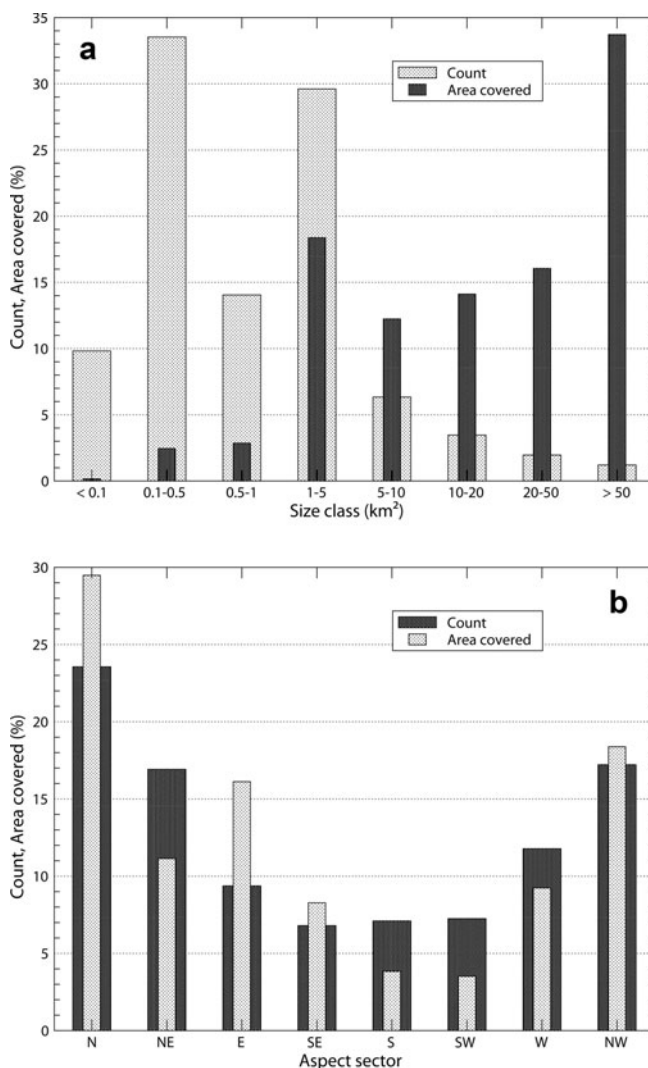 35
30
25
20
15
10
5
0
Count, Area covered (%)
a
Count
Area covered
< 0.1 0.1-0.5 0.5-1 1-5 5-10 10-20 20-50 > 50
Size class (km²)
30
25
20
15
10
5
0
Count, Area covered (%)
b
Count
Area covered
N NE E SE S SW W NW
Aspect sector